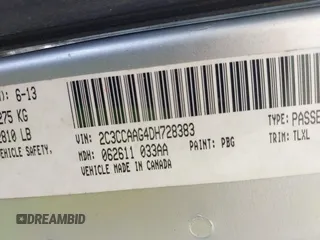 : 6-13
275 KG
2810 LB
VEHICLE SAFETY.
VIN: 2C3CCAAG4DH728383
TYPE: PASSE
MDH: 062611 033AA
PAINT: PBG
TRIM: TLXL
VEHICLE MADE IN CANADA
DREAMBID